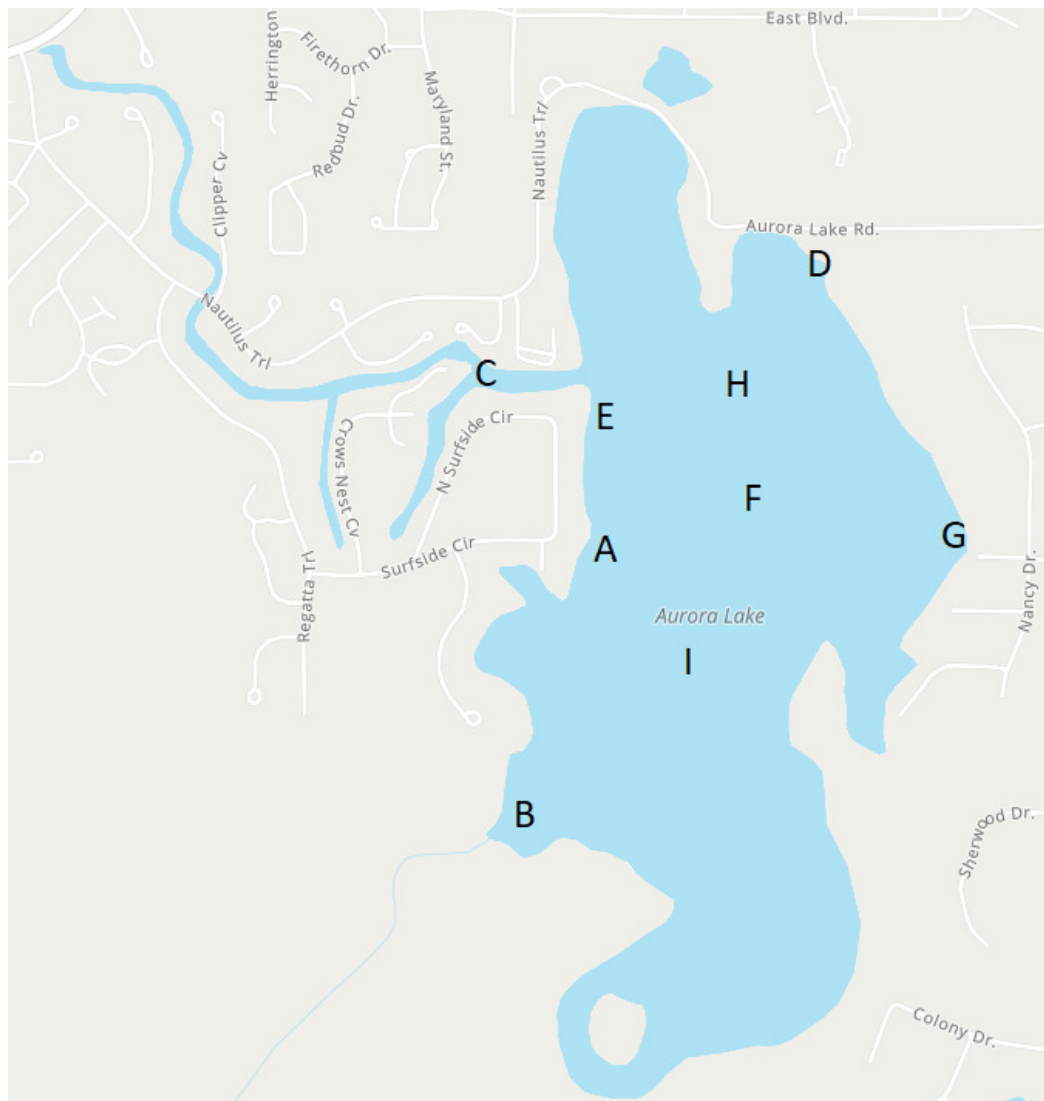 East Blvd.
Herrington
Firethorn Dr.
Maryland St.
Redbud Dr.
Nautilus Trl
Clipper Cv
Aurora Lake Rd.
D
Nautilus Trl
C
H
E
N Surfside Cir
Crows Nest Cv
F
G
A
Surfside Cir
Regatta Trl
Nancy Dr.
Aurora Lake
I
B
Sherwood Dr.
Colony Dr.